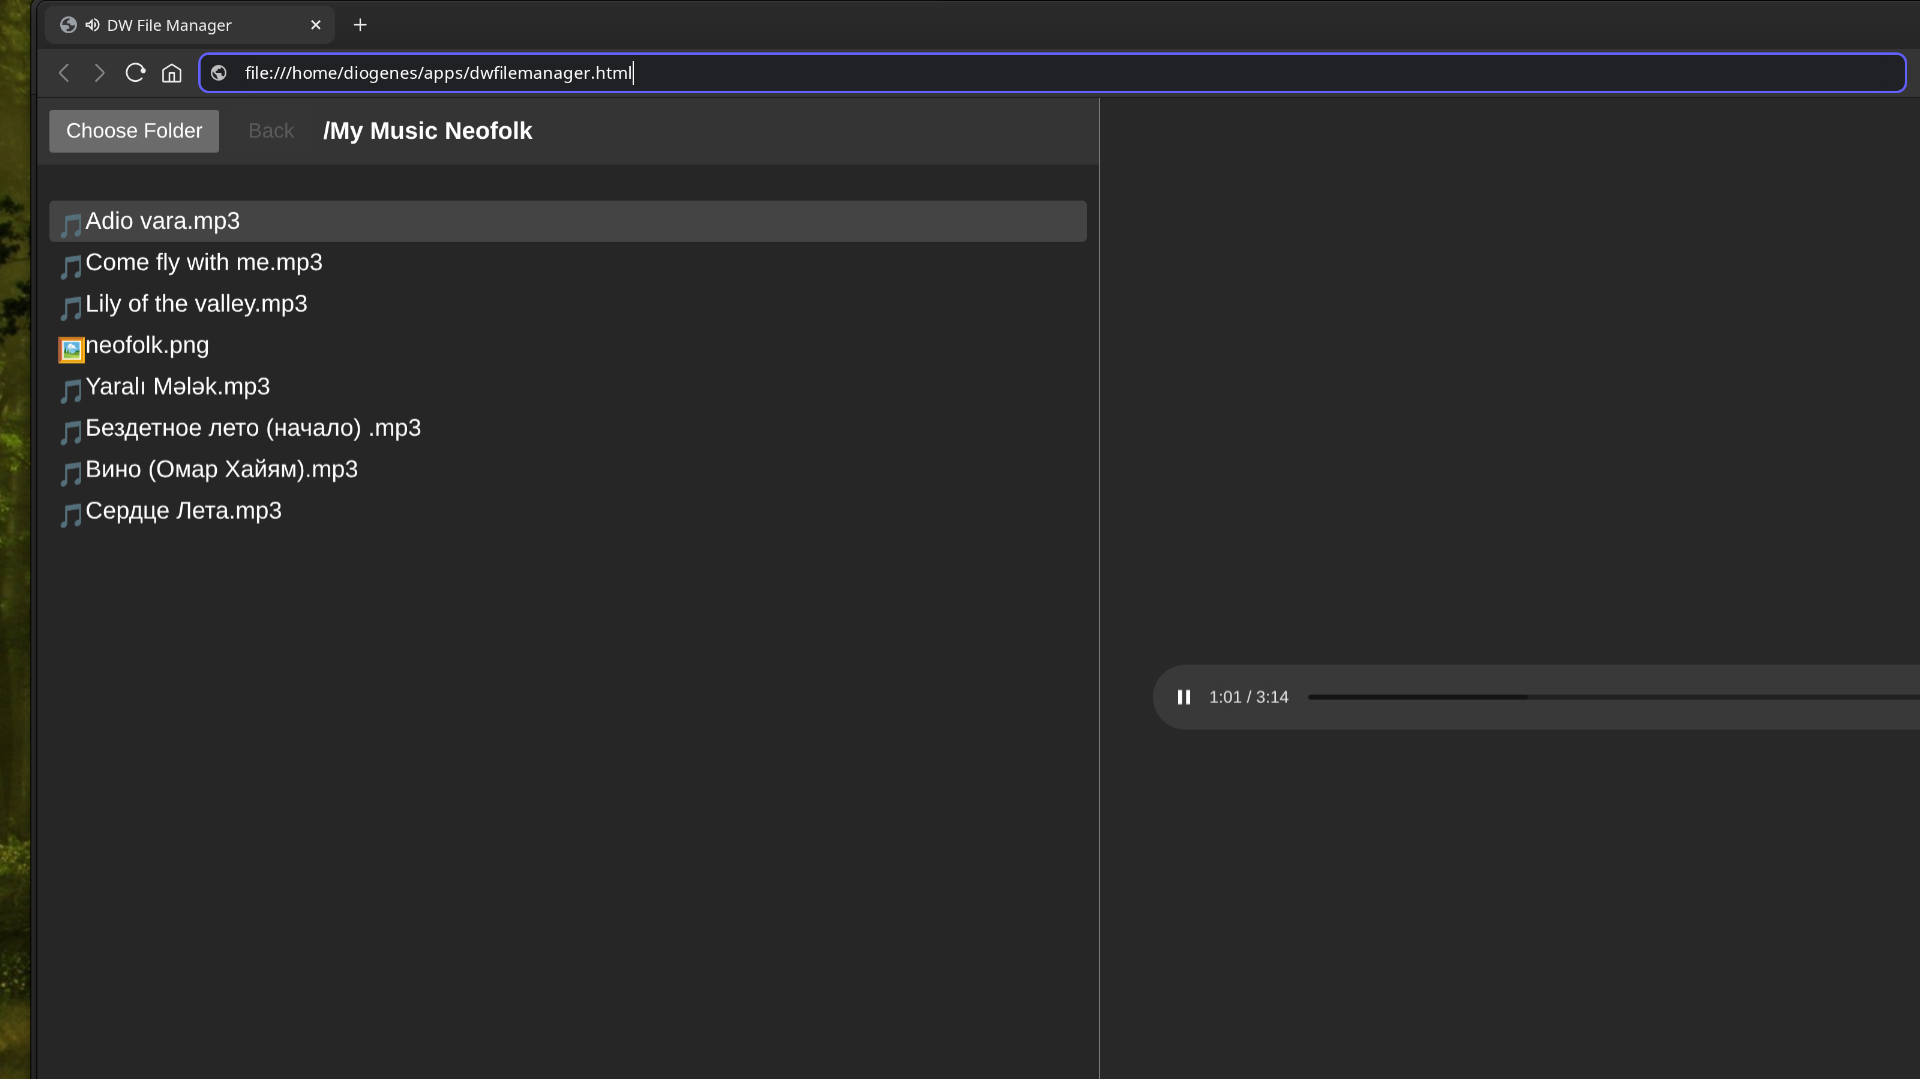 DW File Manager
file:///home/diogenes/apps/dwfilemanager.html
Choose Folder Back /My Music Neofolk
Adio vara.mp3
Come fly with me.mp3
Lily of the valley.mp3
neofolk.png
Yaralı Mələk.mp3
Бездетное лето (начало) .mp3
Вино (Омар Хайям).mp3
Сердце Лета.mp3
1:01 / 3:14